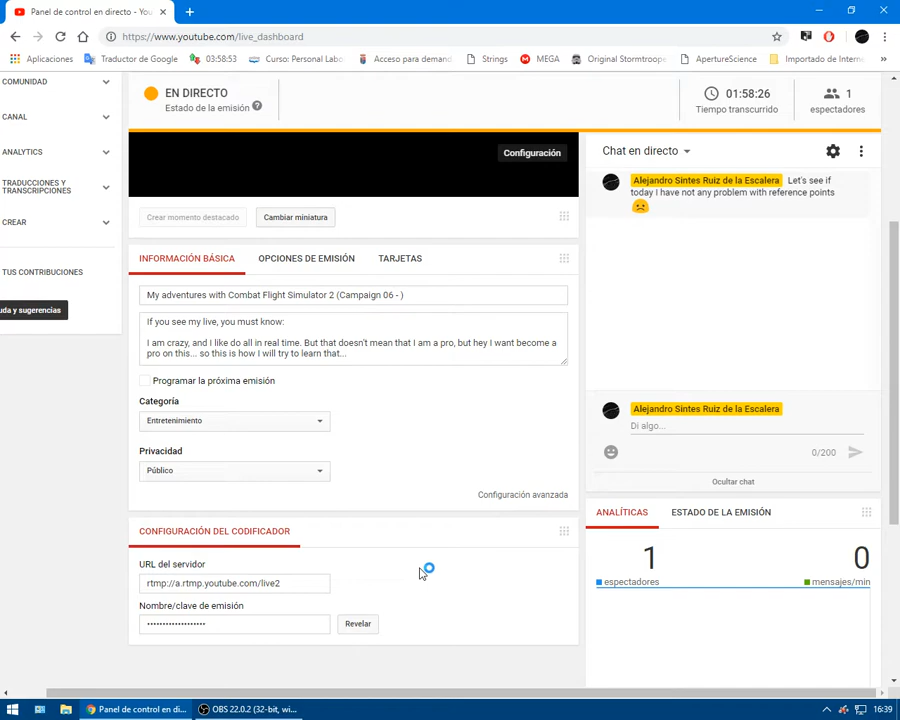 Panel de control en directo - You
https://www.youtube.com/live_dashboard
Aplicaciones
Traductor de Google
03:58:53
Curso: Personal Labo
Acceso para demand
Strings
MEGA
Original Stormtroope
ApertureScience
Importado de Intern
»
COMUNIDAD
CANAL
ANALYTICS
TRADUCCIONES Y
TRANSCRIPCIONES
CREAR
TUS CONTRIBUCIONES
uda y sugerencias
EN DIRECTO
Estado de la emisión ?
01:58:26
Tiempo transcurrido
1
espectadores
Configuración
Crear momento destacado
Cambiar miniatura
INFORMACIÓN BÁSICA
OPCIONES DE EMISIÓN
TARJETAS
My adventures with Combat Flight Simulator 2 (Campaign 06 - )
If you see my live, you must know:
I am crazy, and I like do all in real time. But that doesn't mean that I am a pro, but hey I want become a
pro on this... so this is how I will try to learn that...
Programar la próxima emisión
Categoría
Entretenimiento
Privacidad
Público
Configuración avanzada
CONFIGURACIÓN DEL CODIFICADOR
URL del servidor
rtmp://a.rtmp.youtube.com/live2
Nombre/clave de emisión
••••••••••••••••••
Revelar
Chat en directo
Alejandro Sintes Ruiz de la Escalera Let's see if
today I have not any problem with reference points
Alejandro Sintes Ruiz de la Escalera
Di algo...
0/200
Ocultar chat
ANALÍTICAS
ESTADO DE LA EMISIÓN
1
espectadores
0
mensajes/min
Panel de control en di...
OBS 22.0.2 (32-bit, wi...
16:39